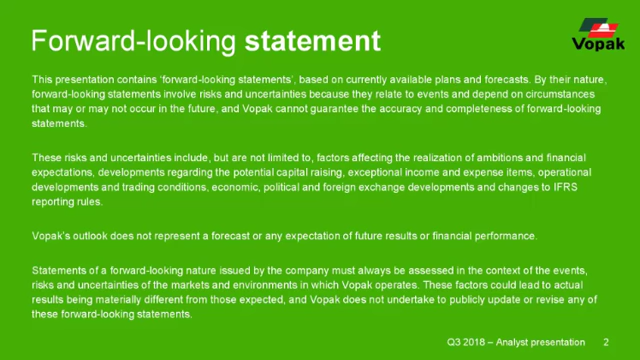 Forward-looking statement
Vopak
This presentation contains 'forward-looking statements', based on currently available plans and forecasts. By their nature,
forward-looking statements involve risks and uncertainties because they relate to events and depend on circumstances
that may or may not occur in the future, and Vopak cannot guarantee the accuracy and completeness of forward-looking
statements.
These risks and uncertainties include, but are not limited to, factors affecting the realization of ambitions and financial
expectations, developments regarding the potential capital raising, exceptional income and expense items, operational
developments and trading conditions, economic, political and foreign exchange developments and changes to IFRS
reporting rules.
Vopak's outlook does not represent a forecast or any expectation of future results or financial performance.
Statements of a forward-looking nature issued by the company must always be assessed in the context of the events,
risks and uncertainties of the markets and environments in which Vopak operates. These factors could lead to actual
results being materially different from those expected, and Vopak does not undertake to publicly update or revise any of
these forward-looking statements.
Q3 2018 – Analyst presentation 2